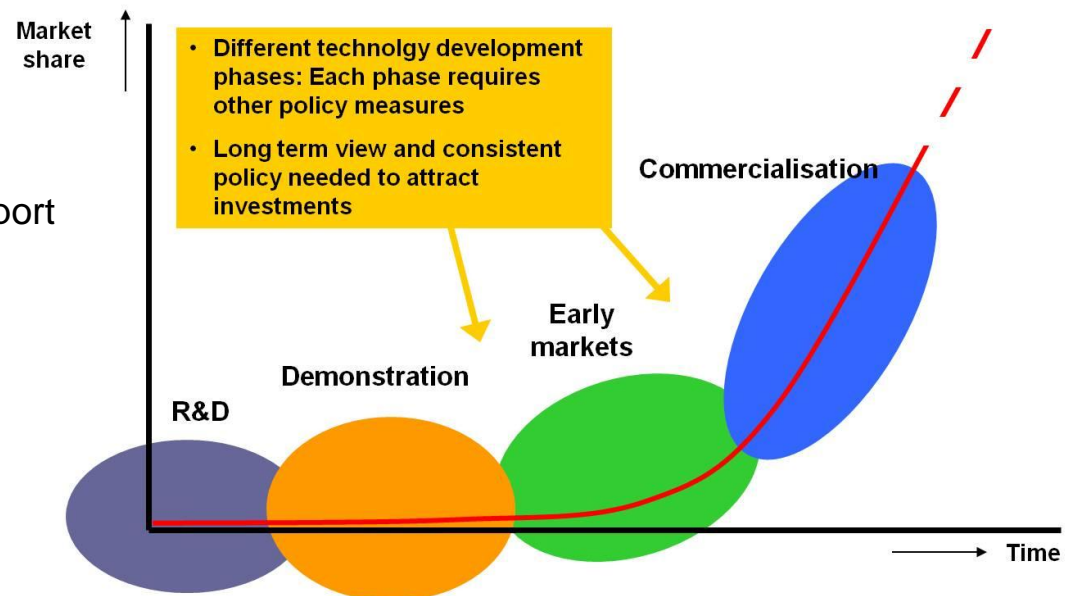 Market
share
• Different technolgy development
phases: Each phase requires
other policy measures
• Long term view and consistent
policy needed to attract
investments
port
Commercialisation
Early
markets
Demonstration
R&D
Time